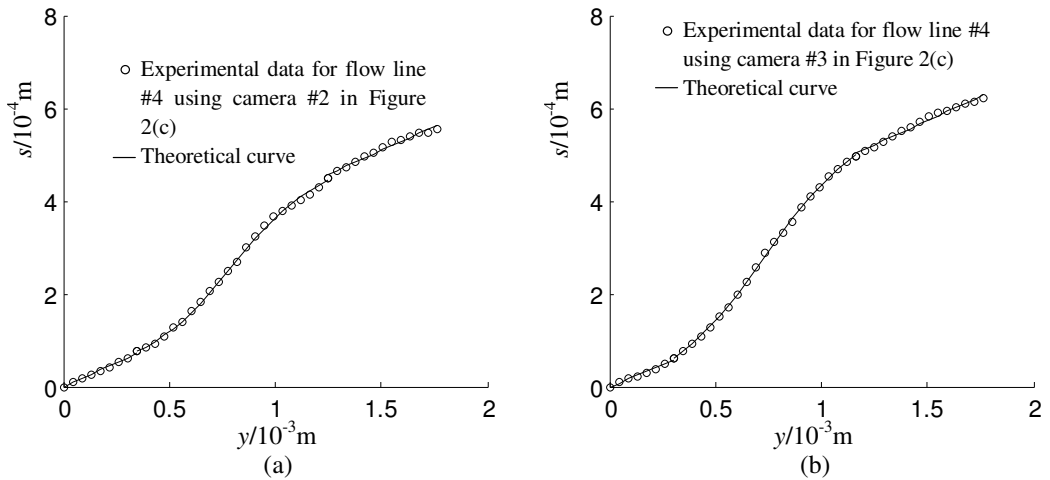 8
6
4
2
0
s/10⁻⁴m
Experimental data for flow line
#4 using camera #2 in Figure
2(c)
Theoretical curve
0 0.5 1 1.5 2
y/10⁻³m
(a)
8
6
4
2
0
s/10⁻⁴m
Experimental data for flow line #4
using camera #3 in Figure 2(c)
Theoretical curve
0 0.5 1 1.5 2
y/10⁻³m
(b)